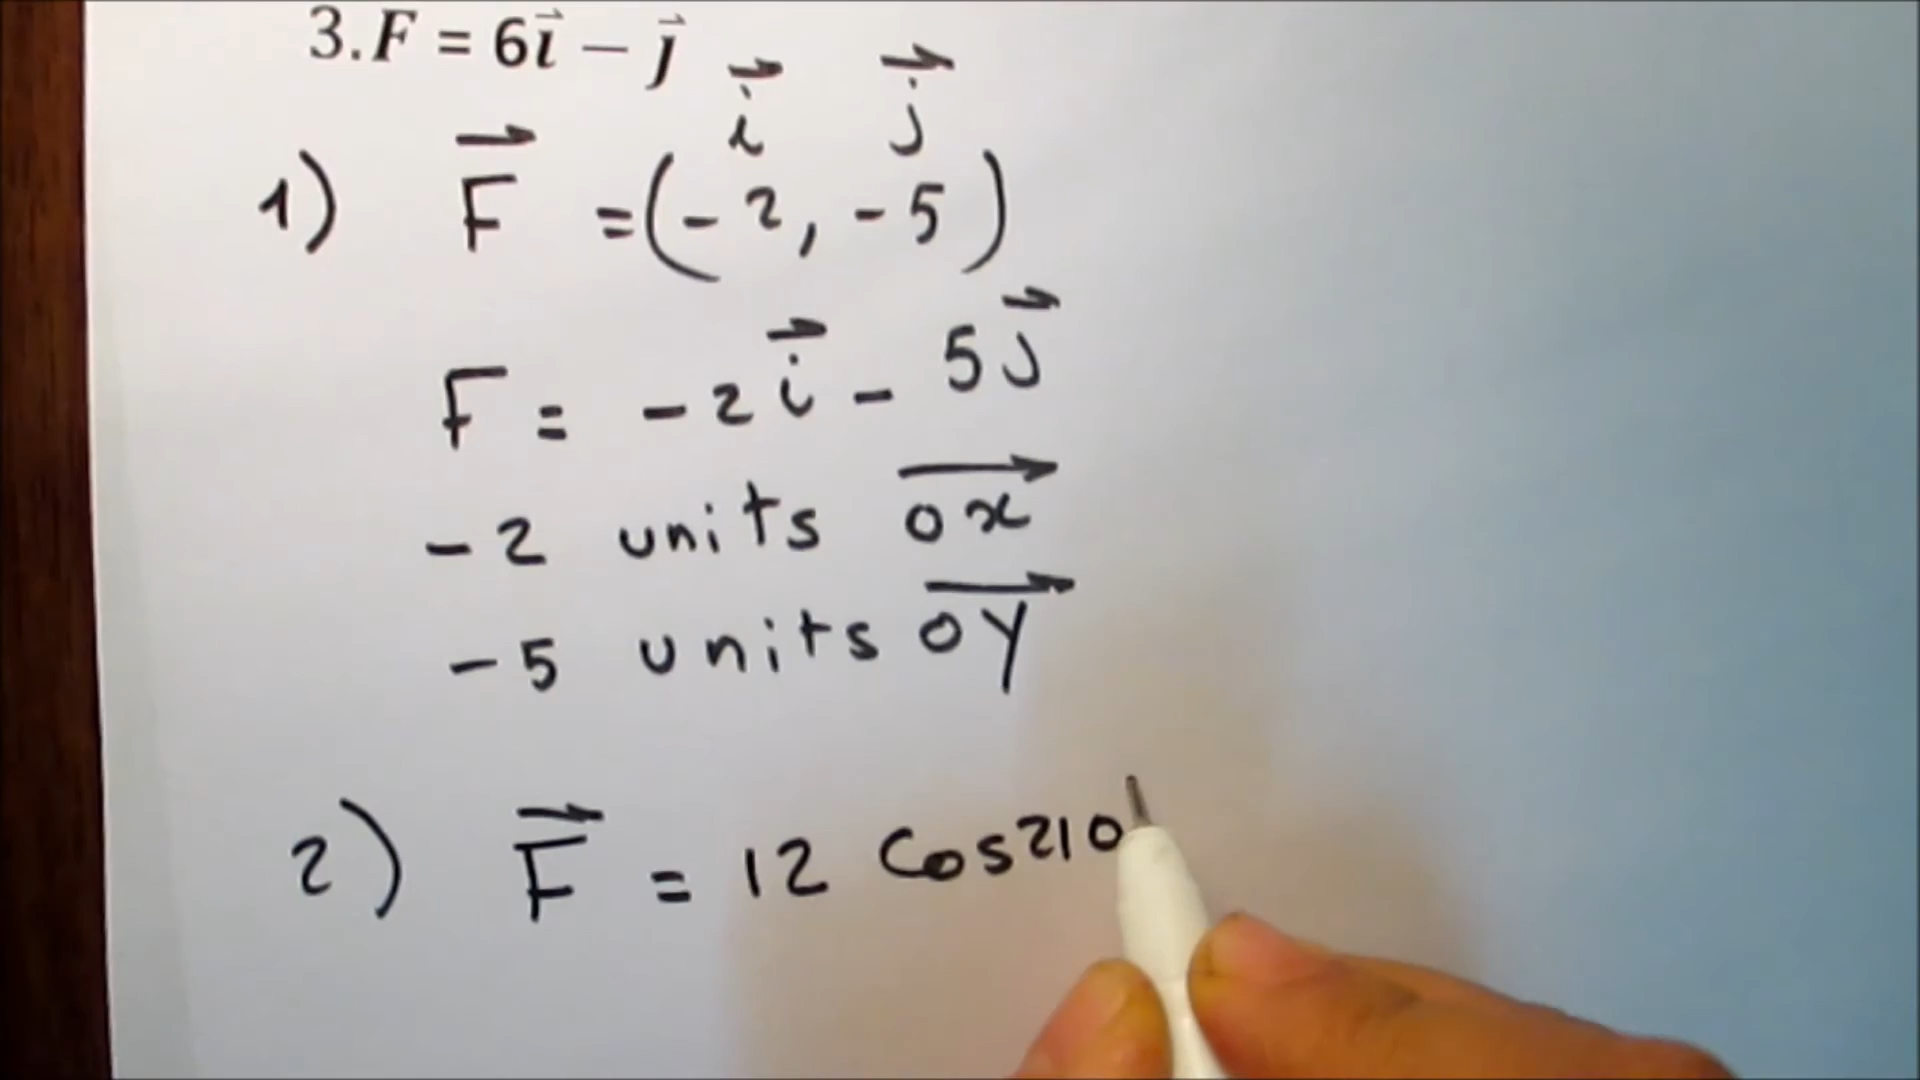 3. F = 6i⃗ − j⃗
i⃗ j⃗
1) F⃗ = (-2, -5)
F = -2i⃗ - 5j⃗
-2 units ox⃗
-5 units oy⃗
2) F⃗ = 12 cos210